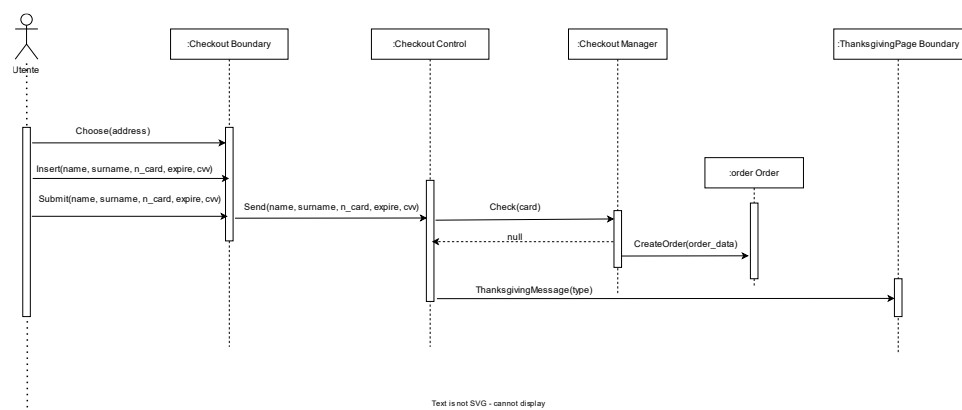 Utente
:Checkout Boundary
:Checkout Control
:Checkout Manager
:ThanksgivingPage Boundary
Choose(address)
Insert(name, surname, n_card, expire, cvv)
:order Order
Submit(name, surname, n_card, expire, cvv)
Send(name, surname, n_card, expire, cvv)
Check(card)
null
CreateOrder(order_data)
ThanksgivingMessage(type)
Text is not SVG - cannot display